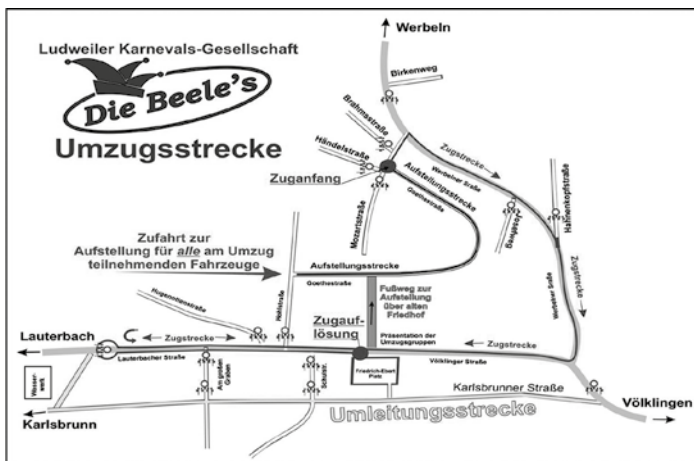 Werbeln
Ludweiler Karnevals-Gesellschaft
Die Beele's
Umzugsstrecke
Birkenweg
Brahmsstraße
Händelstraße
Zuganfang
Mozartstraße
Aufstellungsstrecke
Goethestraße
Zugstrecke
Werbelner Straße
Josefsweg
Hahnenkopfstraße
Zufahrt zur
Aufstellung für alle am Umzug
teilnehmenden Fahrzeuge
Aufstellungsstrecke
Goethestraße
Zugstrecke
Werbelner Straße
Hugenottenstraße
Hohlstraße
Fußweg zur
Aufstellung
über alten
Friedhof
Zugauf-
lösung
Präsentation der
Umzugsgruppen
Lauterbach
Zugstrecke
Lauterbacher Straße
Zugstrecke
Völklinger Straße
Wasser-
werk
Am großen
Graben
Schulstr.
Friedrich-Ebert
Platz
Karlsbrunner Straße
Umleitungsstrecke
Karlsbrunn
Völklingen